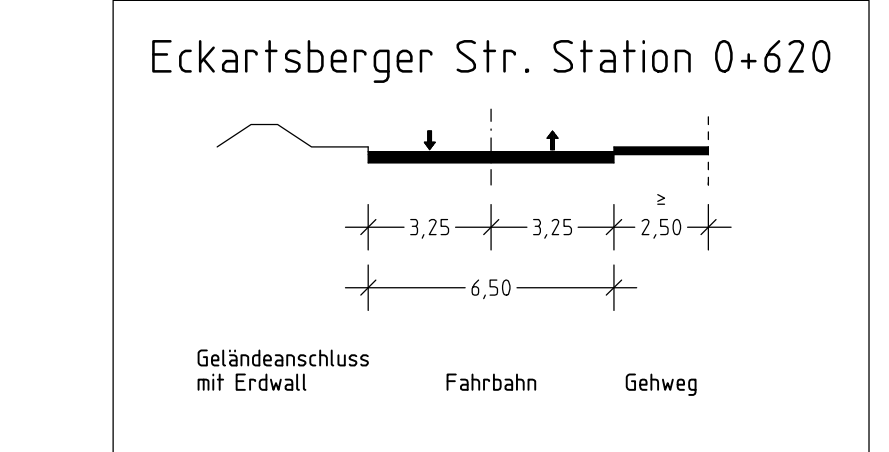 Eckartsberger Str. Station 0+620
≥
3,25 3,25 2,50
6,50
Geländeanschluss
mit Erdwall
Fahrbahn
Gehweg